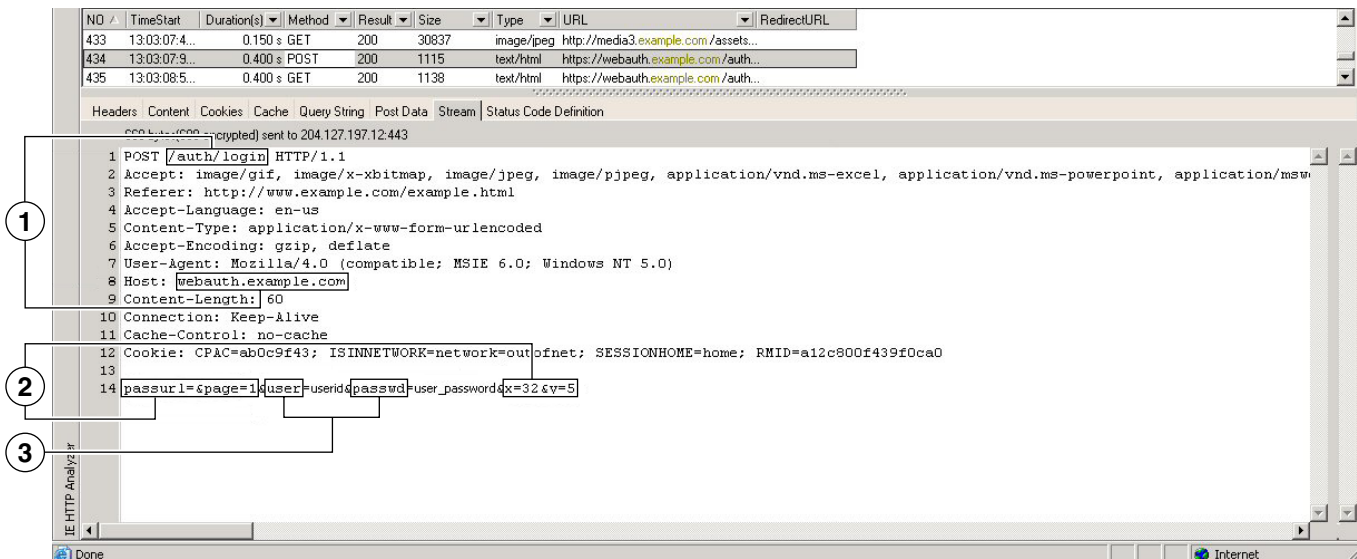 NO TimeStart Duration(s) Method Result Size Type URL RedirectURL
433 13:03:07:4... 0.150 s GET 200 30837 image/jpeg http://media3.example.com /assets...
434 13:03:07:9... 0.400 s POST 200 1115 text/html https://webauth.example.com /auth...
435 13:03:08:5... 0.400 s GET 200 1138 text/html https://webauth.example.com /auth...
Headers Content Cookies Cache Query String Post Data Stream Status Code Definition
sent to 204.127.197.12:443
1 POST /auth/login HTTP/1.1
2 Accept: image/gif, image/x-xbitmap, image/jpeg, image/pjpeg, application/vnd.ms-excel, application/vnd.ms-powerpoint, application/msw
3 Referer: http://www.example.com/example.html
4 Accept-Language: en-us
5 Content-Type: application/x-www-form-urlencoded
6 Accept-Encoding: gzip, deflate
7 User-Agent: Mozilla/4.0 (compatible; MSIE 6.0; Windows NT 5.0)
8 Host: webauth.example.com
9 Content-Length: 60
10 Connection: Keep-Alive
11 Cache-Control: no-cache
12 Cookie: CPAC=ab0c9f43; ISINNETWORK=network=outofnet; SESSIONHOME=home; RMID=a12c800f439f0ca0
13
14 passurl=&page=1&user=userid&passwd=user_password&x=32&y=5
1
2
3
IE HTTP Analyzer
Done Internet